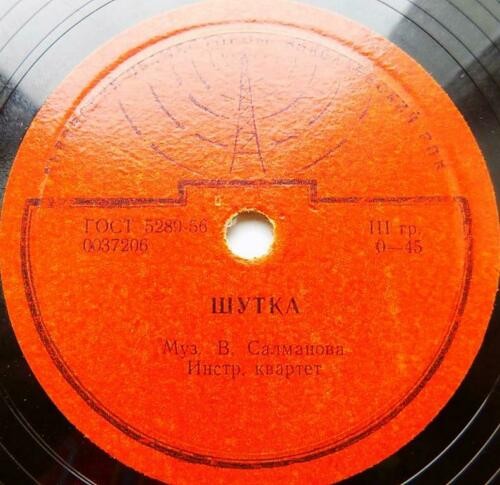 ГОСТ 5289-56
0037206
III гр.
0—45
ШУТКА
Муз. В. Салманова
Инстр. квартет